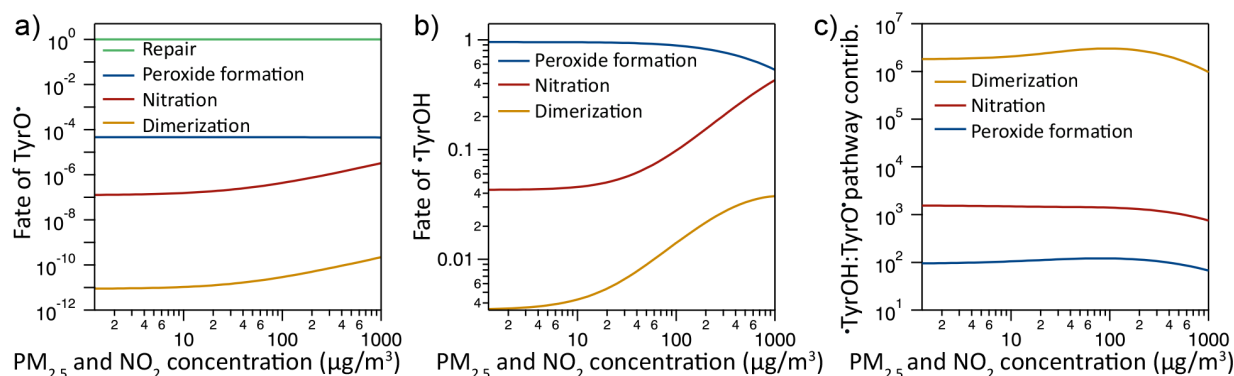 a)
Fate of TyrO•
10^0
10^-2
10^-4
10^-6
10^-8
10^-10
10^-12
Repair
Peroxide formation
Nitration
Dimerization
2 4 6 10 2 4 6 100 2 4 6 1000
PM2.5 and NO2 concentration (µg/m^3)
b)
Fate of •TyrOH
1
6
4
2
0.1
6
4
2
0.01
6
4
Peroxide formation
Nitration
Dimerization
2 4 6 10 2 4 6 100 2 4 6 1000
PM2.5 and NO2 concentration (µg/m^3)
c)
•TyrOH:TyrO• pathway contrib.
10^7
10^6
10^5
10^4
10^3
10^2
10^1
Dimerization
Nitration
Peroxide formation
2 4 6 10 2 4 6 100 2 4 6 1000
PM2.5 and NO2 concentration (µg/m^3)